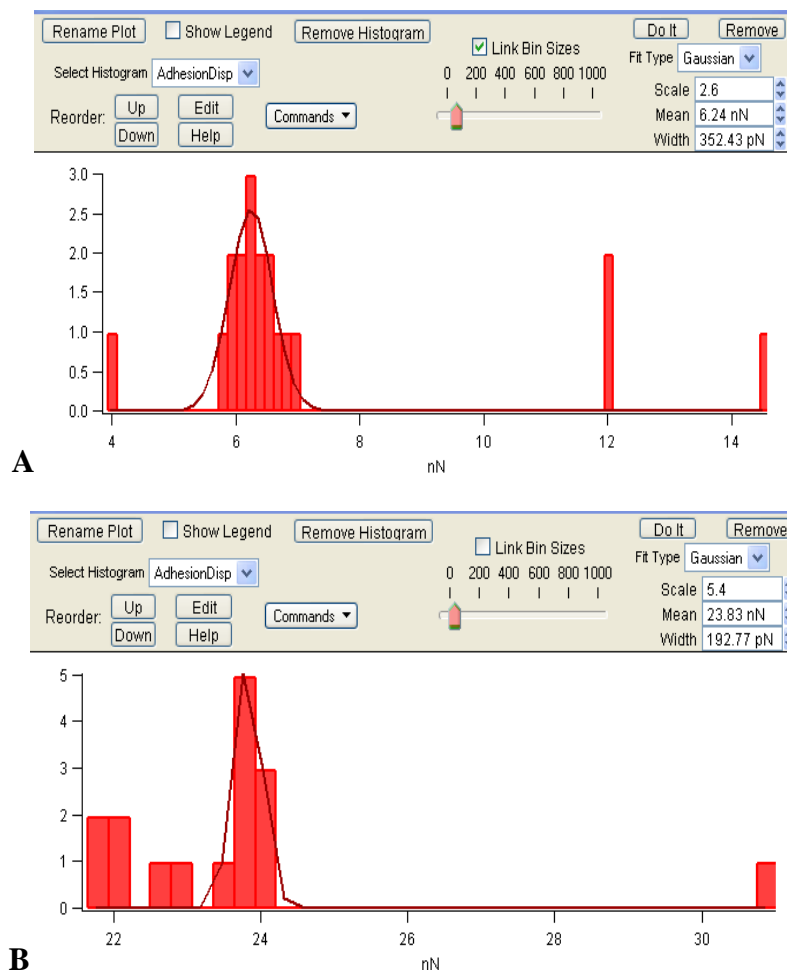 Rename Plot Show Legend Remove Histogram Link Bin Sizes Do It Remove
Select Histogram AdhesionDisp 0 200 400 600 800 1000 Fit Type Gaussian
Reorder: Up Edit Commands Scale 2.6
Down Help Mean 6.24 nN
Width 352.43 pN
3.0
2.5
2.0
1.5
1.0
0.5
0.0
4 6 8 10 12 14
nN
A
Rename Plot Show Legend Remove Histogram Link Bin Sizes Do It Remove
Select Histogram AdhesionDisp 0 200 400 600 800 1000 Fit Type Gaussian
Reorder: Up Edit Commands Scale 5.4
Down Help Mean 23.83 nN
Width 192.77 pN
5
4
3
2
1
0
22 24 26 28 30
nN
B